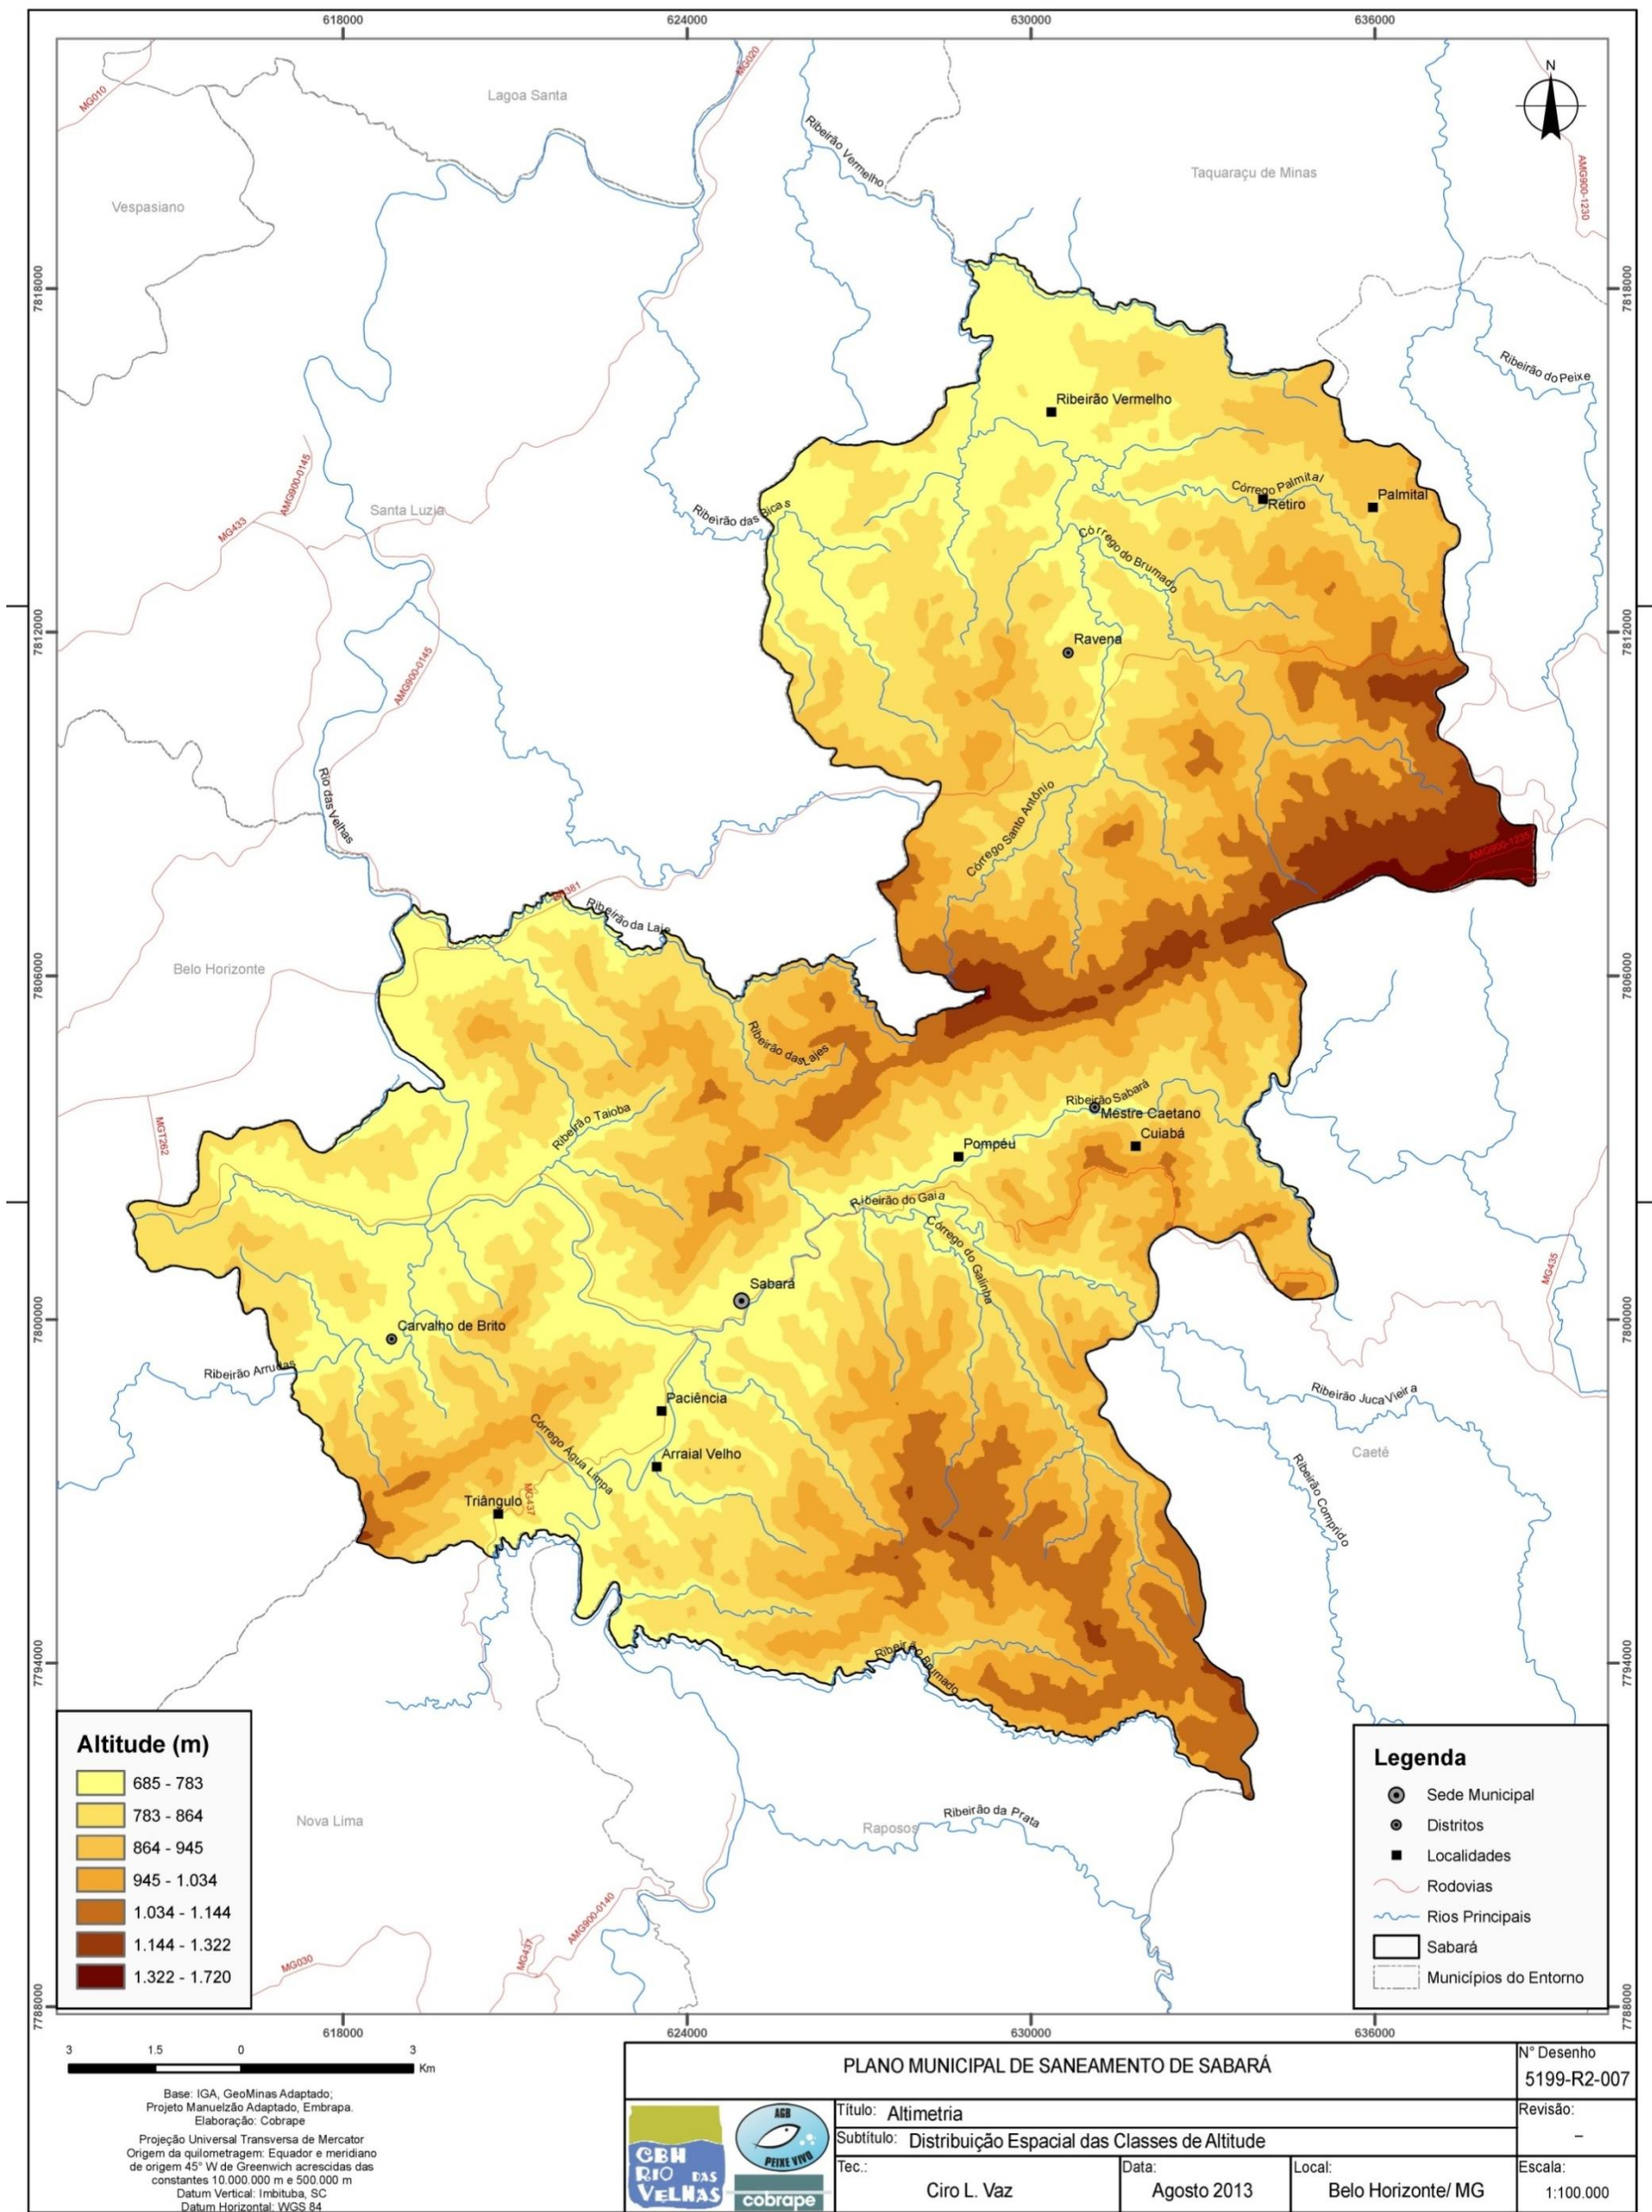 618000
624000
630000
636000
MG010
Lagoa Santa
MG020
Ribeirão Vermelho
Taquaraçu de Minas
N
AMG900-1230
Vespasiano
7818000
7818000
Ribeirão do Peixe
Ribeirão Vermelho
AMG900-0145
Santa Luzia
MG433
Ribeirão das Bicas
Córrego Palmital
Retiro
Palmital
Córrego do Brumado
7812000
7812000
Ravena
AMG900-0145
Rio das Velhas
Córrego Santo Antônio
Ribeirão da Laje
Belo Horizonte
7806000
7806000
Ribeirão das Lajes
Ribeirão Taioba
Ribeirão Sabará
Mestre Caetano
Cuiabá
Pompéu
MGT262
Ribeirão do Gaia
Córrego do Galinha
MG435
Sabará
7800000
7800000
Carvalho de Brito
Ribeirão Arrudas
Paciência
Ribeirão Juca Vieira
Caeté
Córrego Água Limpa
Arraial Velho
Ribeirão Comprido
Triângulo
MG437
7794000
7794000
Ribeirão Brumado
Nova Lima
Raposos
Ribeirão da Prata
AMG900-0140
MG437
MG030
Altitude (m)
685 - 783
783 - 864
864 - 945
945 - 1.034
1.034 - 1.144
1.144 - 1.322
1.322 - 1.720
Legenda
Sede Municipal
Distritos
Localidades
Rodovias
Rios Principais
Sabará
Municípios do Entorno
7788000
7788000
618000
624000
630000
636000
3 1.5 0 3
Km
Base: IGA, GeoMinas Adaptado;
Projeto Manuelzão Adaptado, Embrapa.
Elaboração: Cobrape
Projeção Universal Transversa de Mercator
Origem da quilometragem: Equador e meridiano
de origem 45° W de Greenwich acrescidas das
constantes 10.000.000 m e 500.000 m
Datum Vertical: Imbituba, SC
Datum Horizontal: WGS 84
PLANO MUNICIPAL DE SANEAMENTO DE SABARÁ
N° Desenho
5199-R2-007
CBH
RIO DAS
VELHAS
AGB
PEIXE VIVO
cobrape
Título: Altimetria
Subtítulo: Distribuição Espacial das Classes de Altitude
Revisão:
–
Tec.:
Ciro L. Vaz
Data:
Agosto 2013
Local:
Belo Horizonte/ MG
Escala:
1:100.000